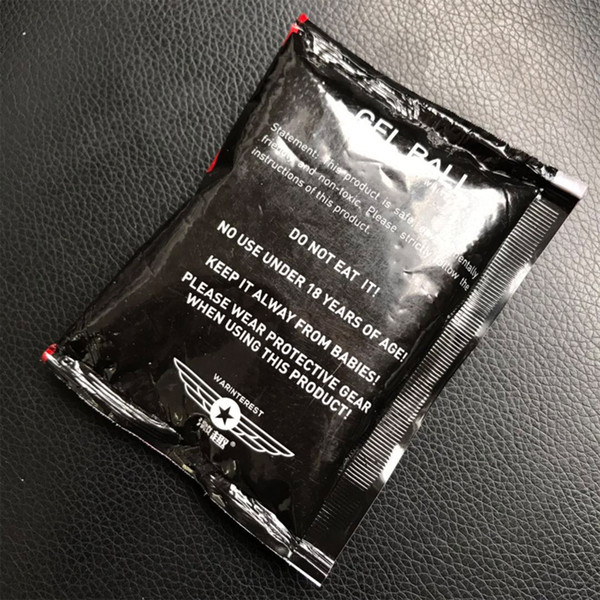 GEL BALL
Statement: This product is safe, environmentally
friendly and non-toxic. Please strictly follow the
instructions of this product.
DO NOT EAT IT!
NO USE UNDER 18 YEARS OF AGE!
KEEP IT ALWAY FROM BABIES!
PLEASE WEAR PROTECTIVE GEAR
WHEN USING THIS PRODUCT!
WARINTEREST
趣®